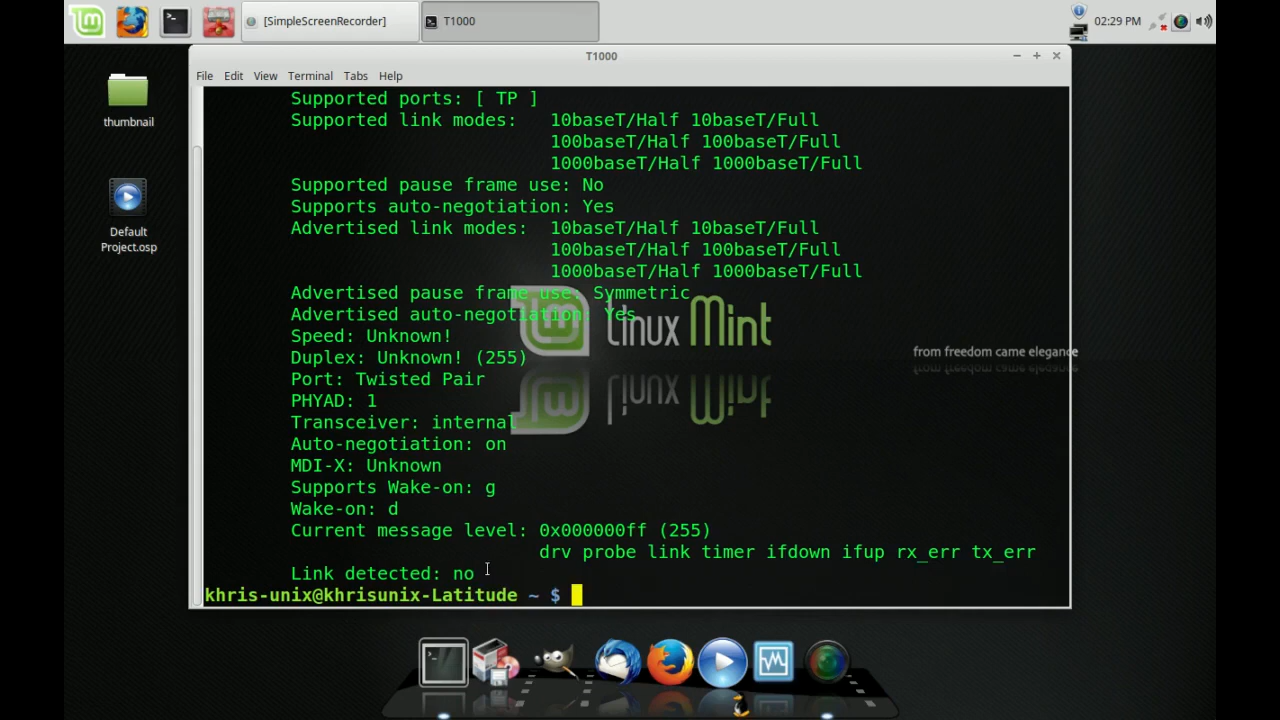 [SimpleScreenRecorder]
T1000
02:29 PM
T1000
File Edit View Terminal Tabs Help
thumbnail
Default
Project.osp
Supported ports: [ TP ]
Supported link modes:   10baseT/Half 10baseT/Full
100baseT/Half 100baseT/Full
1000baseT/Half 1000baseT/Full
Supported pause frame use: No
Supports auto-negotiation: Yes
Advertised link modes:  10baseT/Half 10baseT/Full
100baseT/Half 100baseT/Full
1000baseT/Half 1000baseT/Full
Advertised pause frame use: Symmetric
Advertised auto-negotiation: Yes
Speed: Unknown!
Duplex: Unknown! (255)
Port: Twisted Pair
PHYAD: 1
Transceiver: internal
Auto-negotiation: on
MDI-X: Unknown
Supports Wake-on: g
Wake-on: d
Current message level: 0x000000ff (255)
drv probe link timer ifdown ifup rx_err tx_err
Link detected: no
khris-unix@khrisunix-Latitude ~ $
Linux Mint
from freedom came elegance